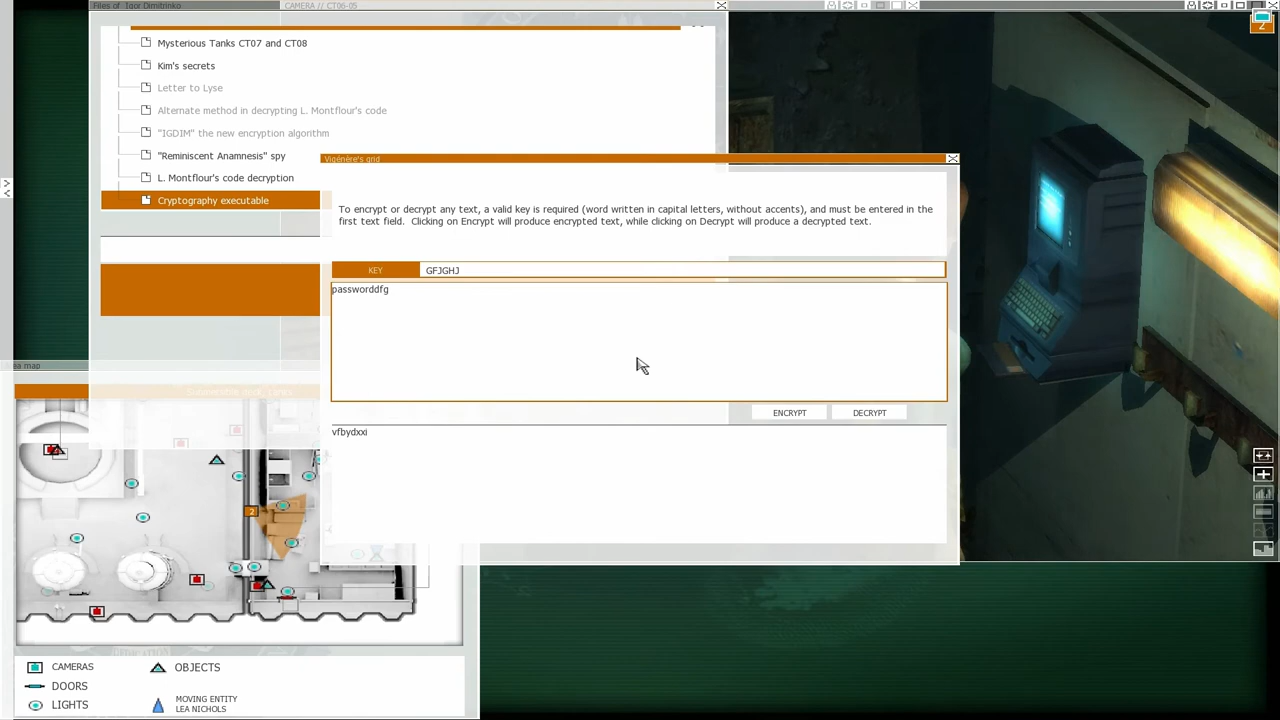 Files of Igor Dimitrinko
CAMERA // CT06-05
Mysterious Tanks CT07 and CT08
Kim's secrets
Letter to Lyse
Alternate method in decrypting L. Montflour's code
"IGDIM" the new encryption algorithm
"Reminiscent Anamnesis" spy
L. Montflour's code decryption
Cryptography executable
Vigénère's grid
To encrypt or decrypt any text, a valid key is required (word written in capital letters, without accents), and must be entered in the
first text field. Clicking on Encrypt will produce encrypted text, while clicking on Decrypt will produce a decrypted text.
KEY
GFJGHJ
passworddfg
ENCRYPT
DECRYPT
vfbydxxi
map
2
2
CAMERAS
OBJECTS
DOORS
LIGHTS
MOVING ENTITY
LEA NICHOLS